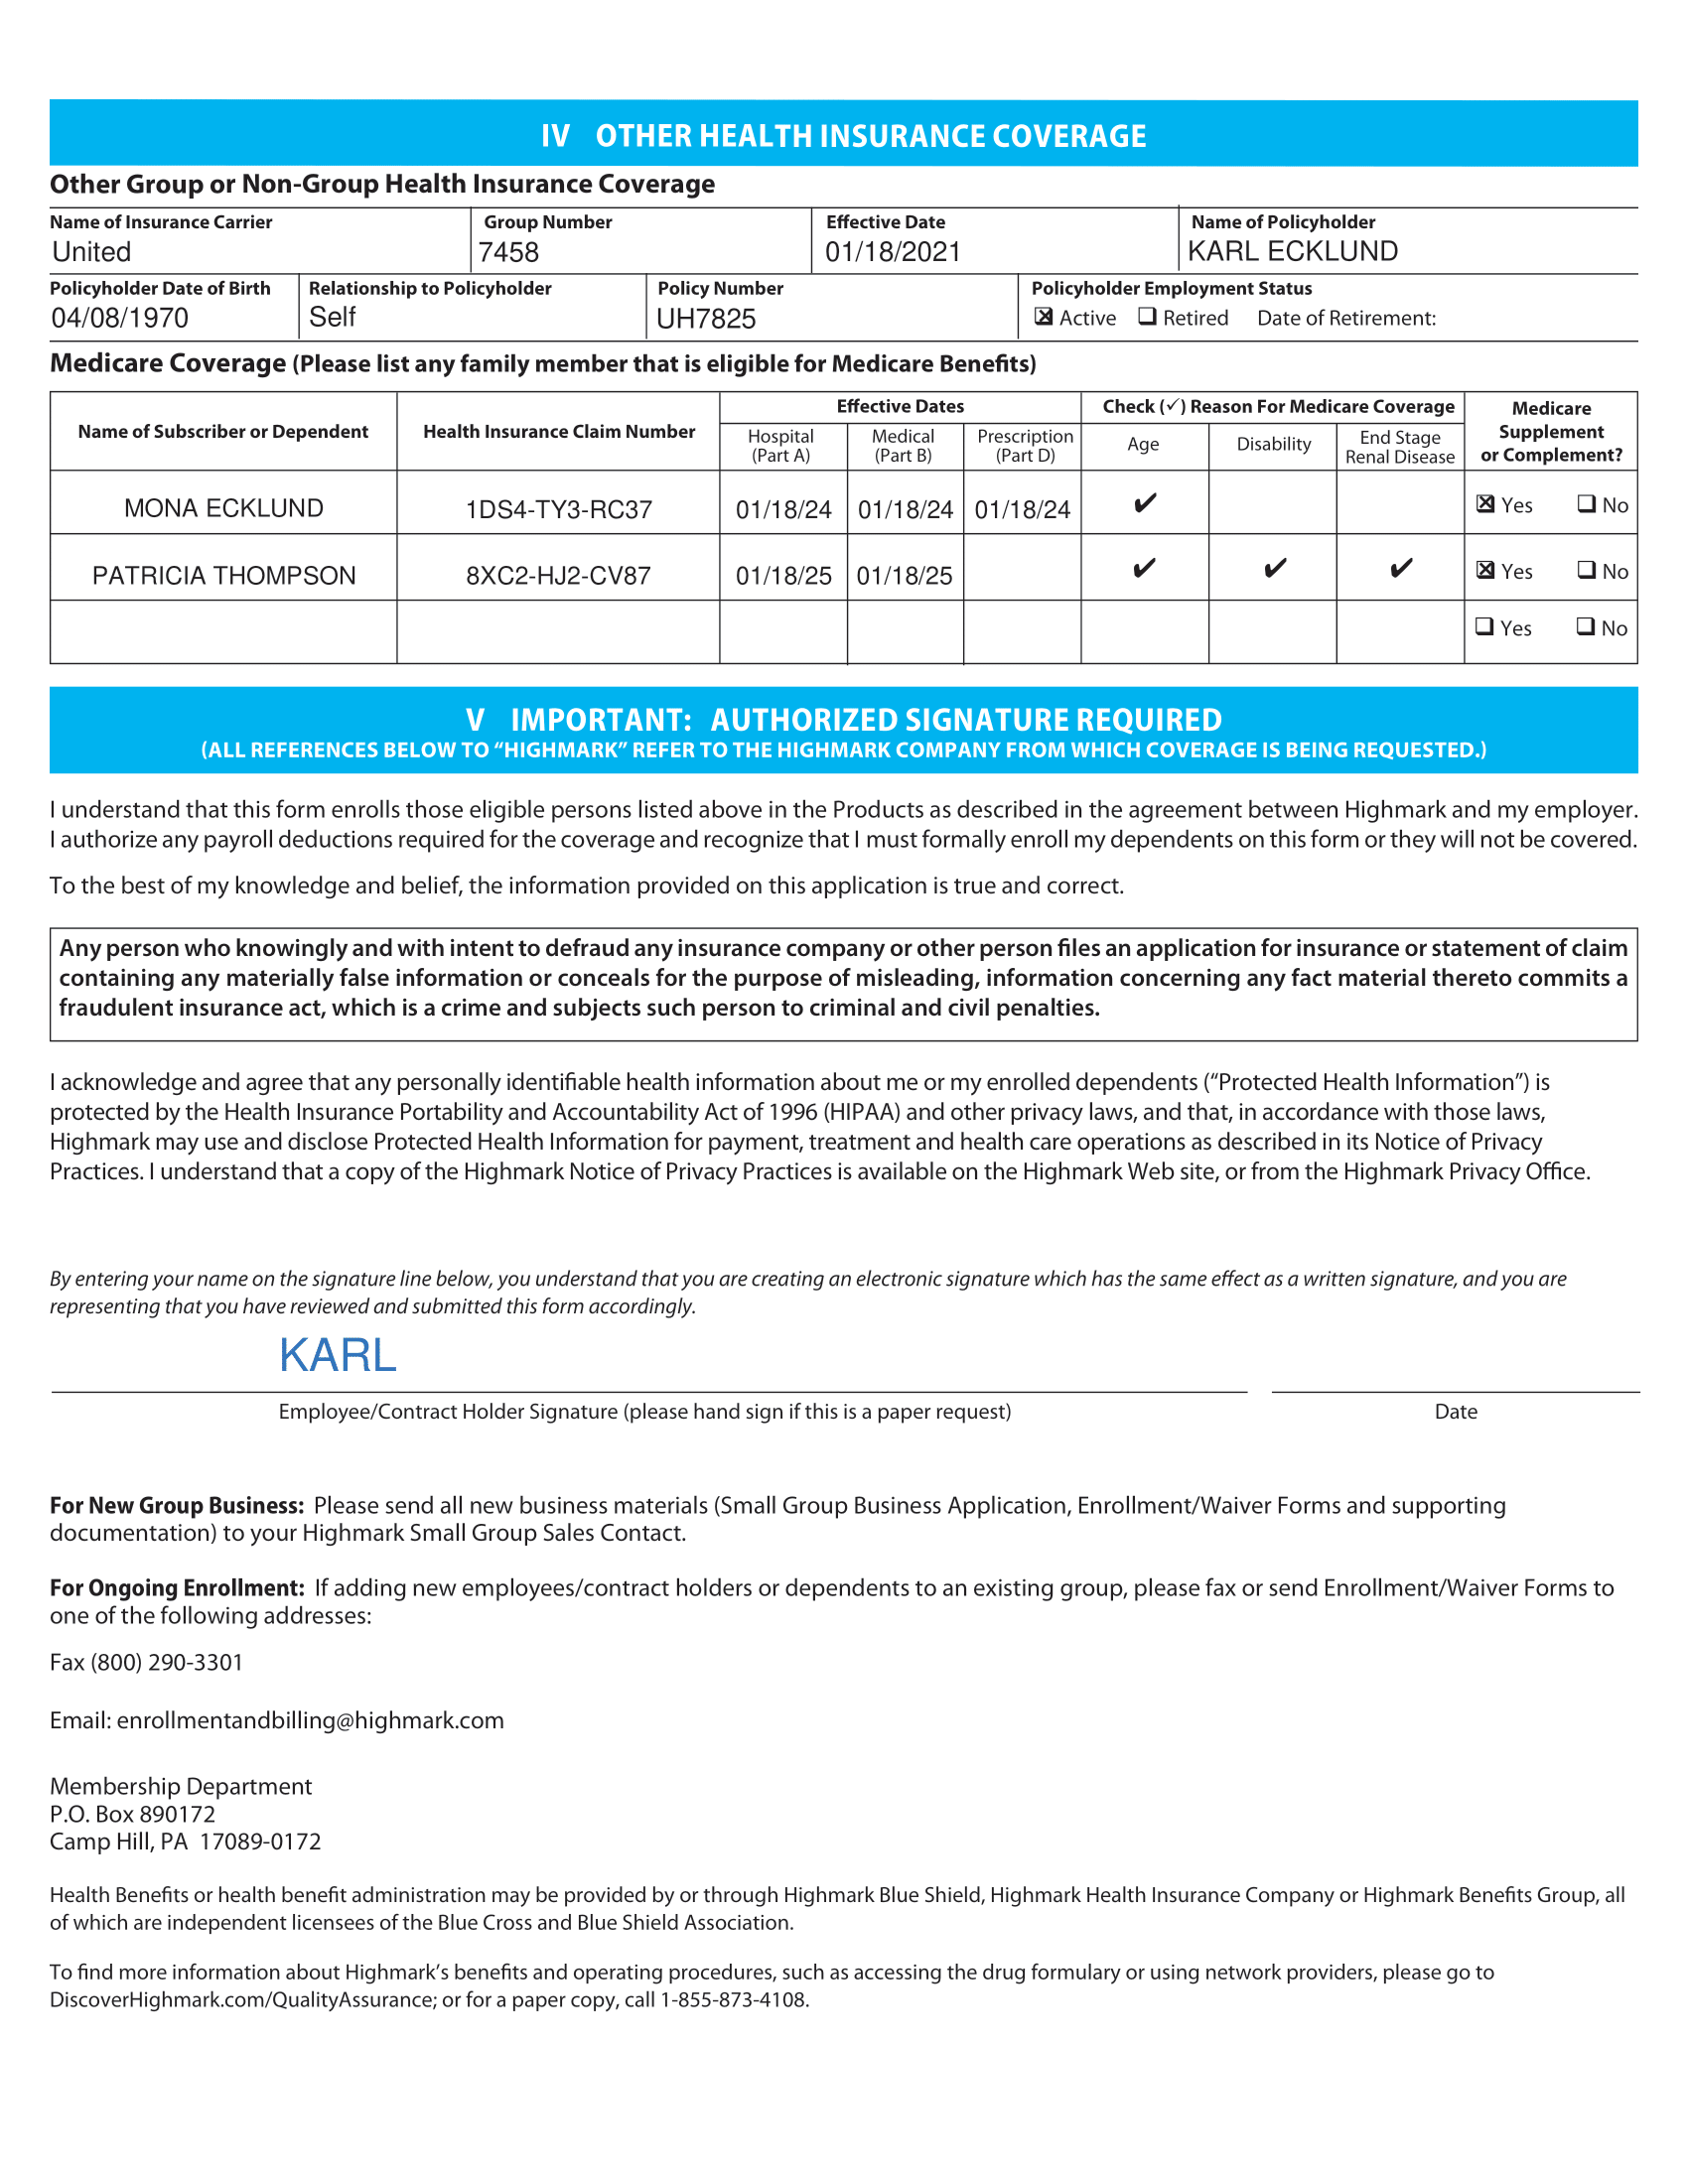 IV OTHER HEALTH INSURANCE COVERAGE
Other Group or Non-Group Health Insurance Coverage
Name of Insurance Carrier Group Number Effective Date Name of Policyholder
United 7458 01/18/2021 KARL ECKLUND
Policyholder Date of Birth Relationship to Policyholder Policy Number Policyholder Employment Status
04/08/1970 Self UH7825 ☒ Active ❏ Retired Date of Retirement:
Medicare Coverage (Please list any family member that is eligible for Medicare Benefits)
Name of Subscriber or Dependent Health Insurance Claim Number Effective Dates Check (✓) Reason For Medicare Coverage Medicare Supplement or Complement?
Hospital (Part A) Medical (Part B) Prescription (Part D) Age Disability End Stage Renal Disease
MONA ECKLUND 1DS4-TY3-RC37 01/18/24 01/18/24 01/18/24 ✔ ☒ Yes ❏ No
PATRICIA THOMPSON 8XC2-HJ2-CV87 01/18/25 01/18/25 ✔ ✔ ✔ ☒ Yes ❏ No
❏ Yes ❏ No
V IMPORTANT: AUTHORIZED SIGNATURE REQUIRED
(ALL REFERENCES BELOW TO “HIGHMARK” REFER TO THE HIGHMARK COMPANY FROM WHICH COVERAGE IS BEING REQUESTED.)
I understand that this form enrolls those eligible persons listed above in the Products as described in the agreement between Highmark and my employer.
I authorize any payroll deductions required for the coverage and recognize that I must formally enroll my dependents on this form or they will not be covered.
To the best of my knowledge and belief, the information provided on this application is true and correct.
Any person who knowingly and with intent to defraud any insurance company or other person files an application for insurance or statement of claim
containing any materially false information or conceals for the purpose of misleading, information concerning any fact material thereto commits a
fraudulent insurance act, which is a crime and subjects such person to criminal and civil penalties.
I acknowledge and agree that any personally identifiable health information about me or my enrolled dependents (“Protected Health Information”) is
protected by the Health Insurance Portability and Accountability Act of 1996 (HIPAA) and other privacy laws, and that, in accordance with those laws,
Highmark may use and disclose Protected Health Information for payment, treatment and health care operations as described in its Notice of Privacy
Practices. I understand that a copy of the Highmark Notice of Privacy Practices is available on the Highmark Web site, or from the Highmark Privacy Office.
By entering your name on the signature line below, you understand that you are creating an electronic signature which has the same effect as a written signature, and you are
representing that you have reviewed and submitted this form accordingly.
KARL
Employee/Contract Holder Signature (please hand sign if this is a paper request) Date
For New Group Business: Please send all new business materials (Small Group Business Application, Enrollment/Waiver Forms and supporting
documentation) to your Highmark Small Group Sales Contact.
For Ongoing Enrollment: If adding new employees/contract holders or dependents to an existing group, please fax or send Enrollment/Waiver Forms to
one of the following addresses:
Fax (800) 290-3301
Email: enrollmentandbilling@highmark.com
Membership Department
P.O. Box 890172
Camp Hill, PA 17089-0172
Health Benefits or health benefit administration may be provided by or through Highmark Blue Shield, Highmark Health Insurance Company or Highmark Benefits Group, all
of which are independent licensees of the Blue Cross and Blue Shield Association.
To find more information about Highmark’s benefits and operating procedures, such as accessing the drug formulary or using network providers, please go to
DiscoverHighmark.com/QualityAssurance; or for a paper copy, call 1-855-873-4108.